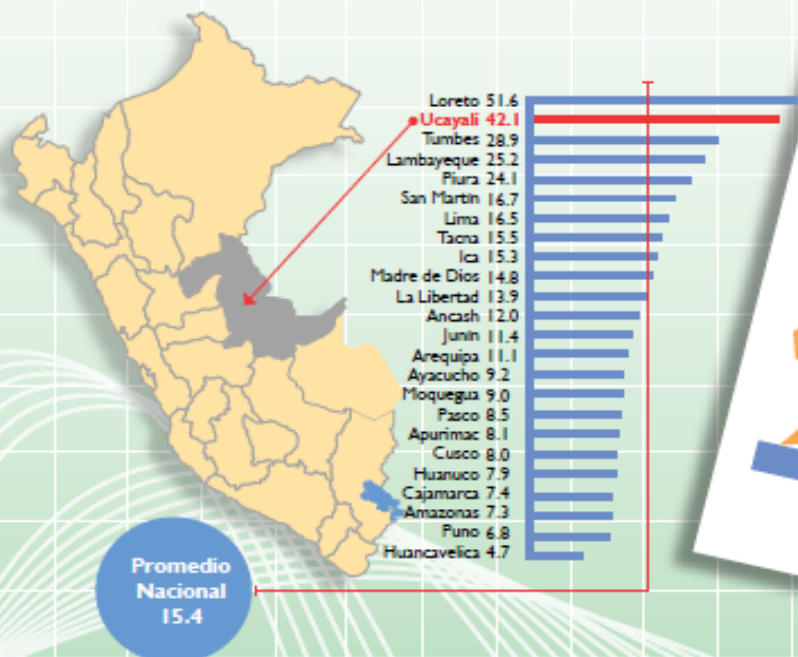 Loreto 51.6
Ucayali 42.1
Tumbes 28.9
Lambayeque 25.2
Piura 24.1
San Martín 16.7
Lima 16.5
Tacna 15.5
Ica 15.3
Madre de Dios 14.8
La Libertad 13.9
Ancash 12.0
Junín 11.4
Arequipa 11.1
Ayacucho 9.2
Moquegua 9.0
Pasco 8.5
Apurimac 8.1
Cusco 8.0
Huanuco 7.9
Cajamarca 7.4
Amazonas 7.3
Puno 6.8
Huancavelica 4.7
Promedio
Nacional
15.4